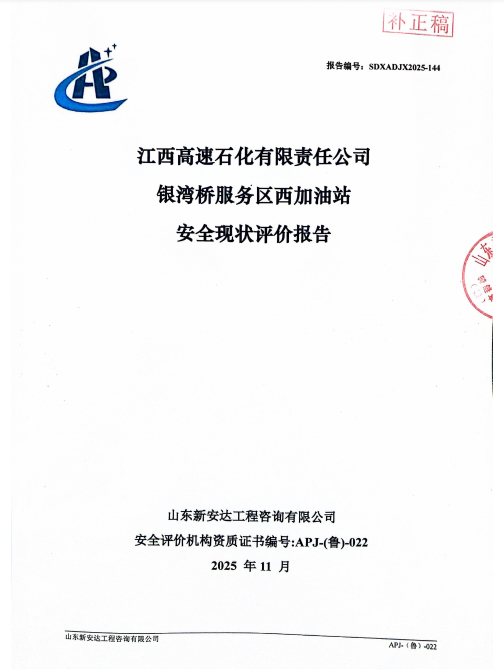 补正稿
报告编号：SDXADJX2025-144
江西高速石化有限责任公司
银湾桥服务区西加油站
安全现状评价报告
山东
山东新安达工程咨询有限公司
安全评价机构资质证书编号:APJ-(鲁)-022
2025 年 11 月
山东新安达工程咨询有限公司
APJ-（鲁）-022